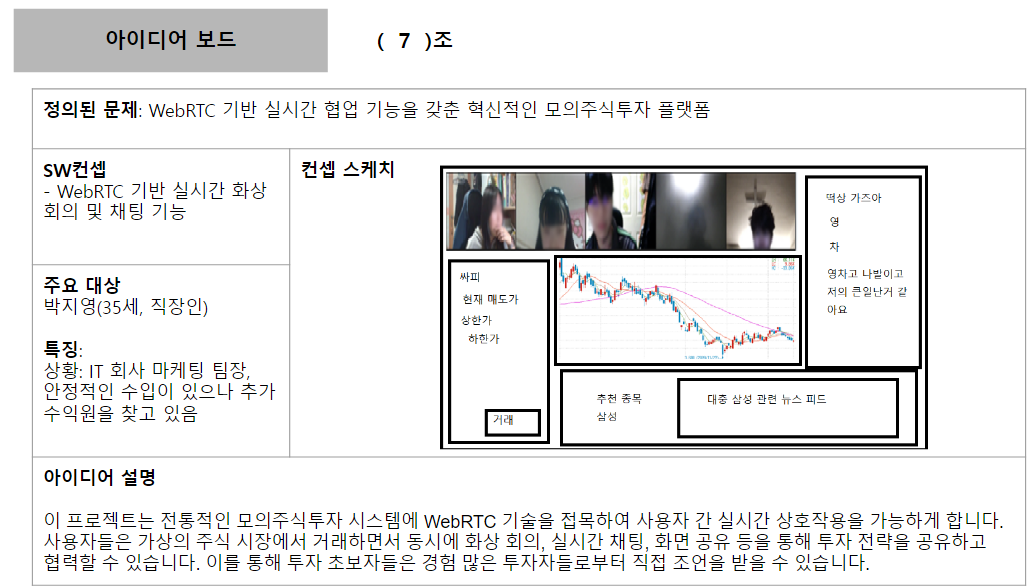 아이디어 보드
( 7 )조
정의된 문제: WebRTC 기반 실시간 협업 기능을 갖춘 혁신적인 모의주식투자 플랫폼
SW컨셉
- WebRTC 기반 실시간 화상
회의 및 채팅 기능
주요 대상
박지영(35세, 직장인)
특징:
상황: IT 회사 마케팅 팀장,
안정적인 수입이 있으나 추가
수익원을 찾고 있음
컨셉 스케치
떡상 가즈아
영
차
영차고 나발이고
저의 큰일난거 같
아요
싸피
현재 매도가
상한가
하한가
거래
추천 종목
삼성
대충 삼성 관련 뉴스 피드
아이디어 설명
이 프로젝트는 전통적인 모의주식투자 시스템에 WebRTC 기술을 접목하여 사용자 간 실시간 상호작용을 가능하게 합니다.
사용자들은 가상의 주식 시장에서 거래하면서 동시에 화상 회의, 실시간 채팅, 화면 공유 등을 통해 투자 전략을 공유하고
협력할 수 있습니다. 이를 통해 투자 초보자들은 경험 많은 투자자들로부터 직접 조언을 받을 수 있습니다.